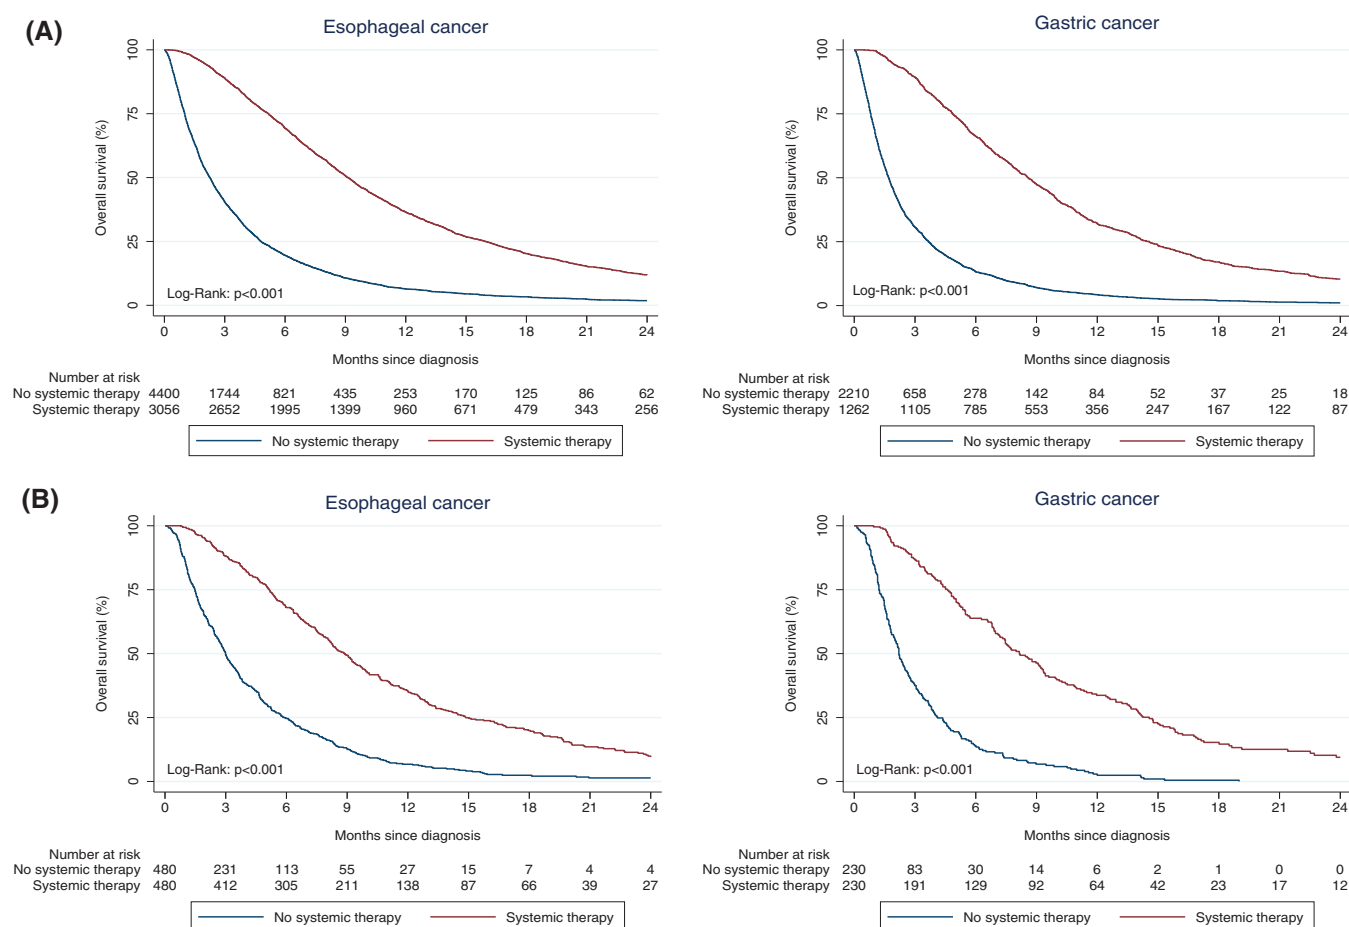 (A)
Esophageal cancer
Overall survival (%)
100
75
50
25
0
Log-Rank: p<0.001
0 3 6 9 12 15 18 21 24
Months since diagnosis
Number at risk
No systemic therapy 4400 1744 821 435 253 170 125 86 62
Systemic therapy 3056 2652 1995 1399 960 671 479 343 256
No systemic therapy Systemic therapy
Gastric cancer
Overall survival (%)
100
75
50
25
0
Log-Rank: p<0.001
0 3 6 9 12 15 18 21 24
Months since diagnosis
Number at risk
No systemic therapy 2210 658 278 142 84 52 37 25 18
Systemic therapy 1262 1105 785 553 356 247 167 122 87
No systemic therapy Systemic therapy
(B)
Esophageal cancer
Overall survival (%)
100
75
50
25
0
Log-Rank: p<0.001
0 3 6 9 12 15 18 21 24
Months since diagnosis
Number at risk
No systemic therapy 480 231 113 55 27 15 7 4 4
Systemic therapy 480 412 305 211 138 87 66 39 27
No systemic therapy Systemic therapy
Gastric cancer
Overall survival (%)
100
75
50
25
0
Log-Rank: p<0.001
0 3 6 9 12 15 18 21 24
Months since diagnosis
Number at risk
No systemic therapy 230 83 30 14 6 2 1 0 0
Systemic therapy 230 191 129 92 64 42 23 17 12
No systemic therapy Systemic therapy